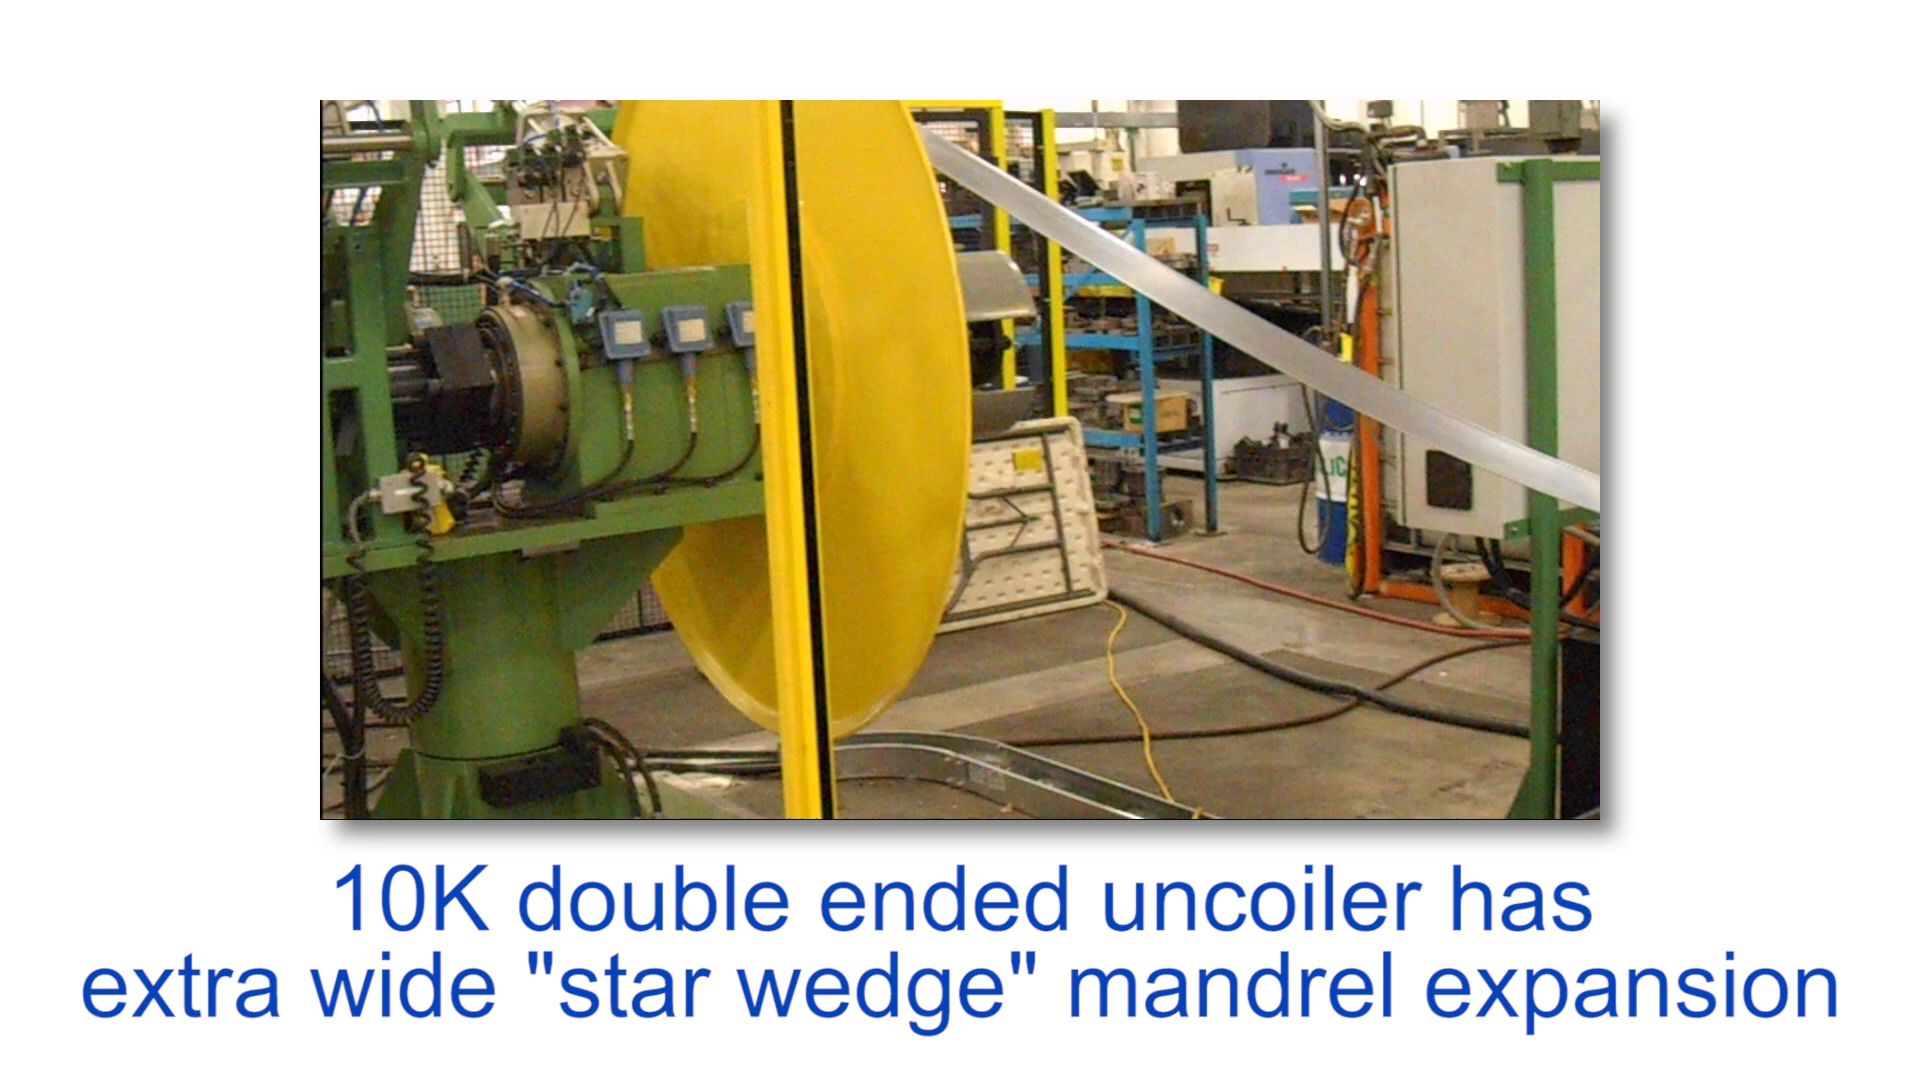 10K double ended uncoiler has
extra wide "star wedge" mandrel expansion